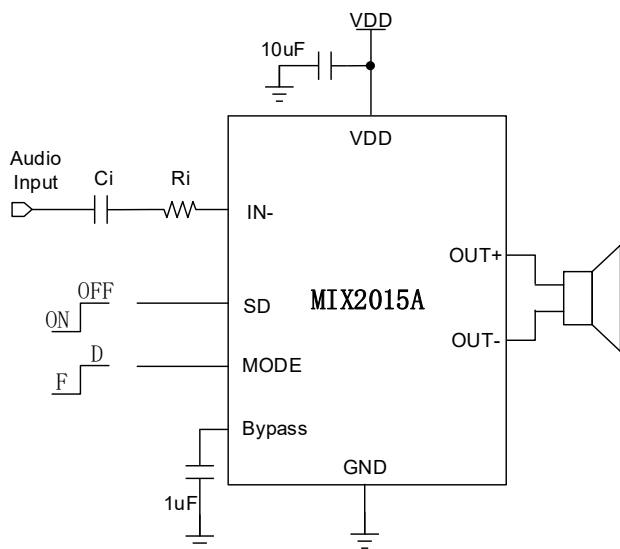 VDD
10uF
VDD
Audio
Input
Ci
Ri
IN-
OUT+
OFF
ON
SD
MIX2015A
OUT-
D
F
MODE
Bypass
GND
1uF